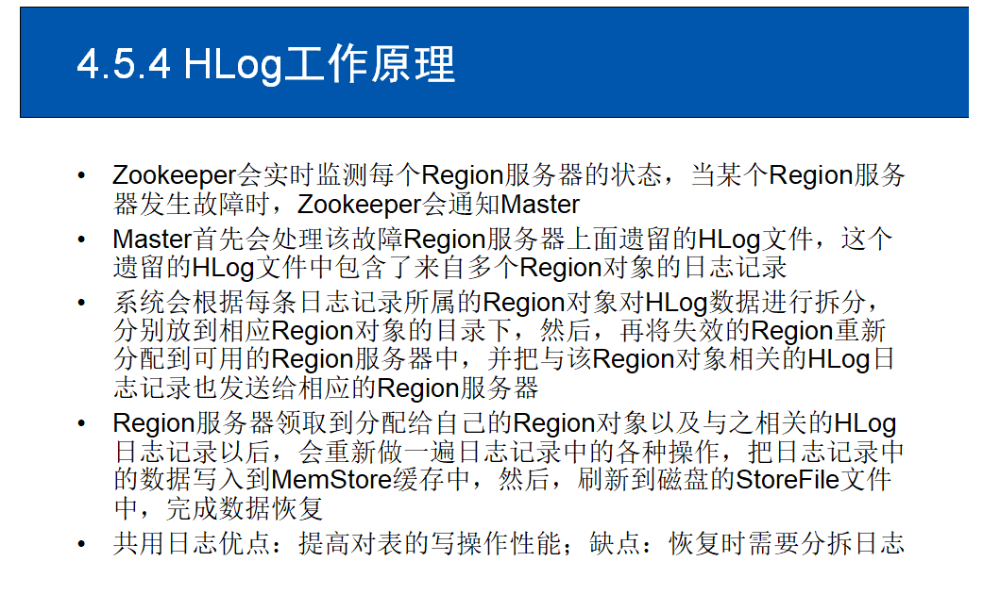 4.5.4 HLog工作原理
• Zookeeper会实时监测每个Region服务器的状态，当某个Region服务
器发生故障时，Zookeeper会通知Master
• Master首先会处理该故障Region服务器上面遗留的HLog文件，这个
遗留的HLog文件中包含了来自多个Region对象的日志记录
• 系统会根据每条日志记录所属的Region对象对HLog数据进行拆分，
分别放到相应Region对象的目录下，然后，再将失效的Region重新
分配到可用的Region服务器中，并把与该Region对象相关的HLog日
志记录也发送给相应的Region服务器
• Region服务器领取到分配给自己的Region对象以及与之相关的HLog
日志记录以后，会重新做一遍日志记录中的各种操作，把日志记录中
的数据写入到MemStore缓存中，然后，刷新到磁盘的StoreFile文件
中，完成数据恢复
• 共用日志优点：提高对表的写操作性能；缺点：恢复时需要分拆日志